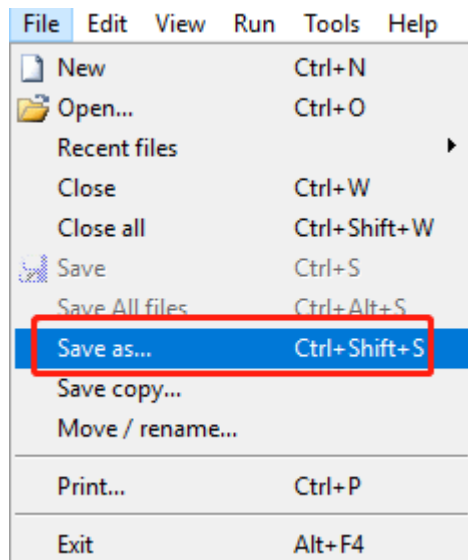 File Edit View Run Tools Help
New Ctrl+N
Open... Ctrl+O
Recent files
Close Ctrl+W
Close all Ctrl+Shift+W
Save Ctrl+S
Save All files Ctrl+Alt+S
Save as... Ctrl+Shift+S
Save copy...
Move / rename...
Print... Ctrl+P
Exit Alt+F4